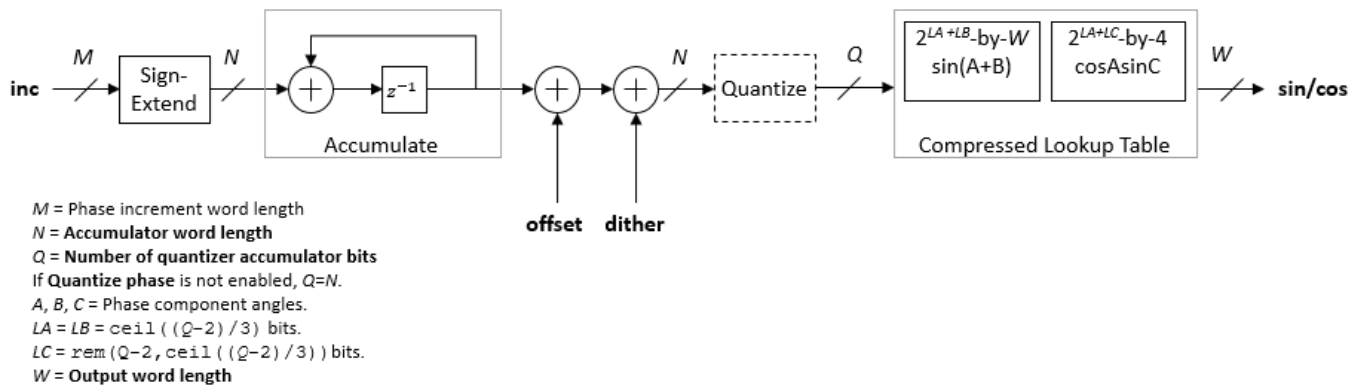 M
N
N
Q
W
inc
Sign-
Extend
+
z⁻¹
Accumulate
+
+
Quantize
2^{LA+LB}-by-W
sin(A+B)
2^{LA+LC}-by-4
cosAsinC
Compressed Lookup Table
sin/cos
offset
dither
M = Phase increment word length
N = Accumulator word length
Q = Number of quantizer accumulator bits
If Quantize phase is not enabled, Q=N.
A, B, C = Phase component angles.
LA = LB = ceil((Q-2)/3) bits.
LC = rem(Q-2,ceil((Q-2)/3)) bits.
W = Output word length